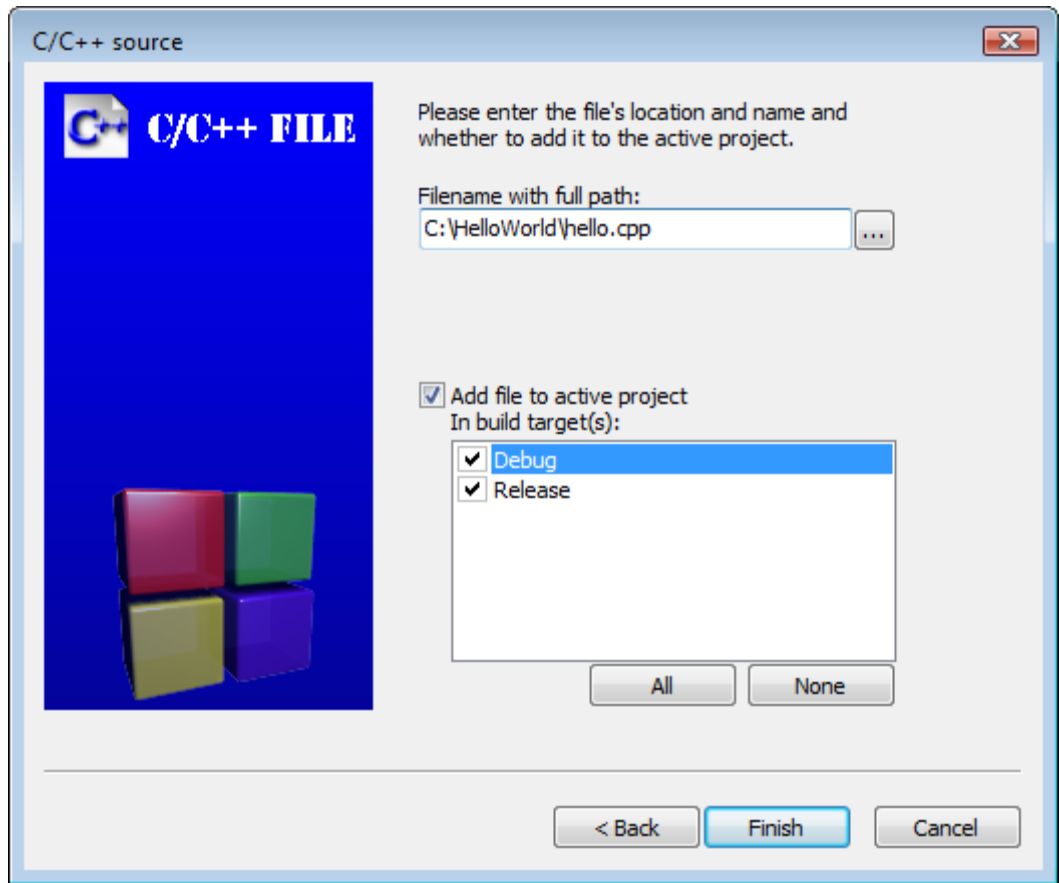 C/C++ source
C++ C/C++ FILE
Please enter the file's location and name and
whether to add it to the active project.
Filename with full path:
C:\HelloWorld\hello.cpp
...
Add file to active project
In build target(s):
Debug
Release
All None
< Back Finish Cancel